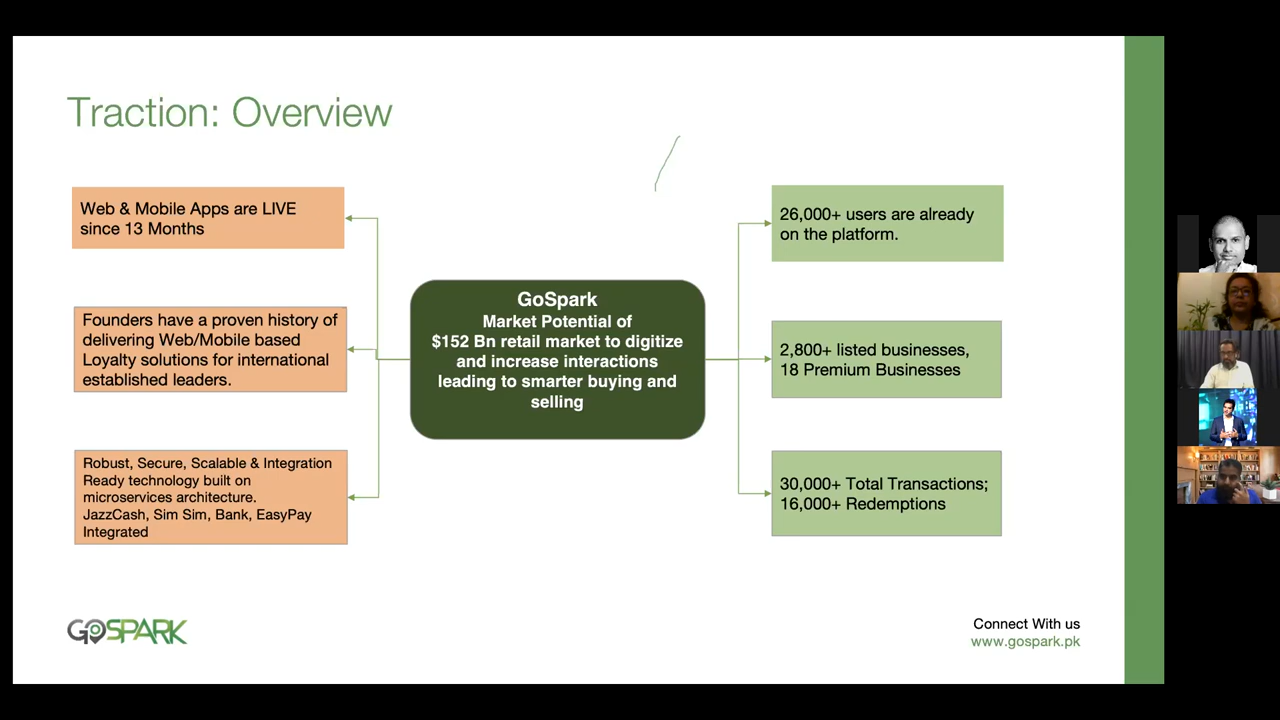 Traction: Overview
Web & Mobile Apps are LIVE
since 13 Months
Founders have a proven history of
delivering Web/Mobile based
Loyalty solutions for international
established leaders.
Robust, Secure, Scalable & Integration
Ready technology built on
microservices architecture.
JazzCash, Sim Sim, Bank, EasyPay
Integrated
GoSpark
Market Potential of
$152 Bn retail market to digitize
and increase interactions
leading to smarter buying and
selling
26,000+ users are already
on the platform.
2,800+ listed businesses,
18 Premium Businesses
30,000+ Total Transactions;
16,000+ Redemptions
GOSPARK
Connect With us
www.gospark.pk